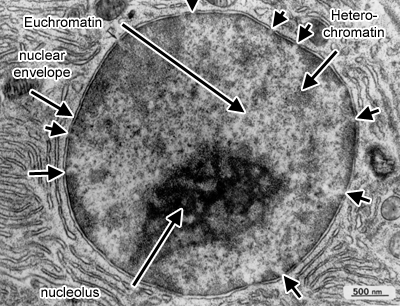 Euchromatin
Hetero-
chromatin
nuclear
envelope
nucleolus
500 nm